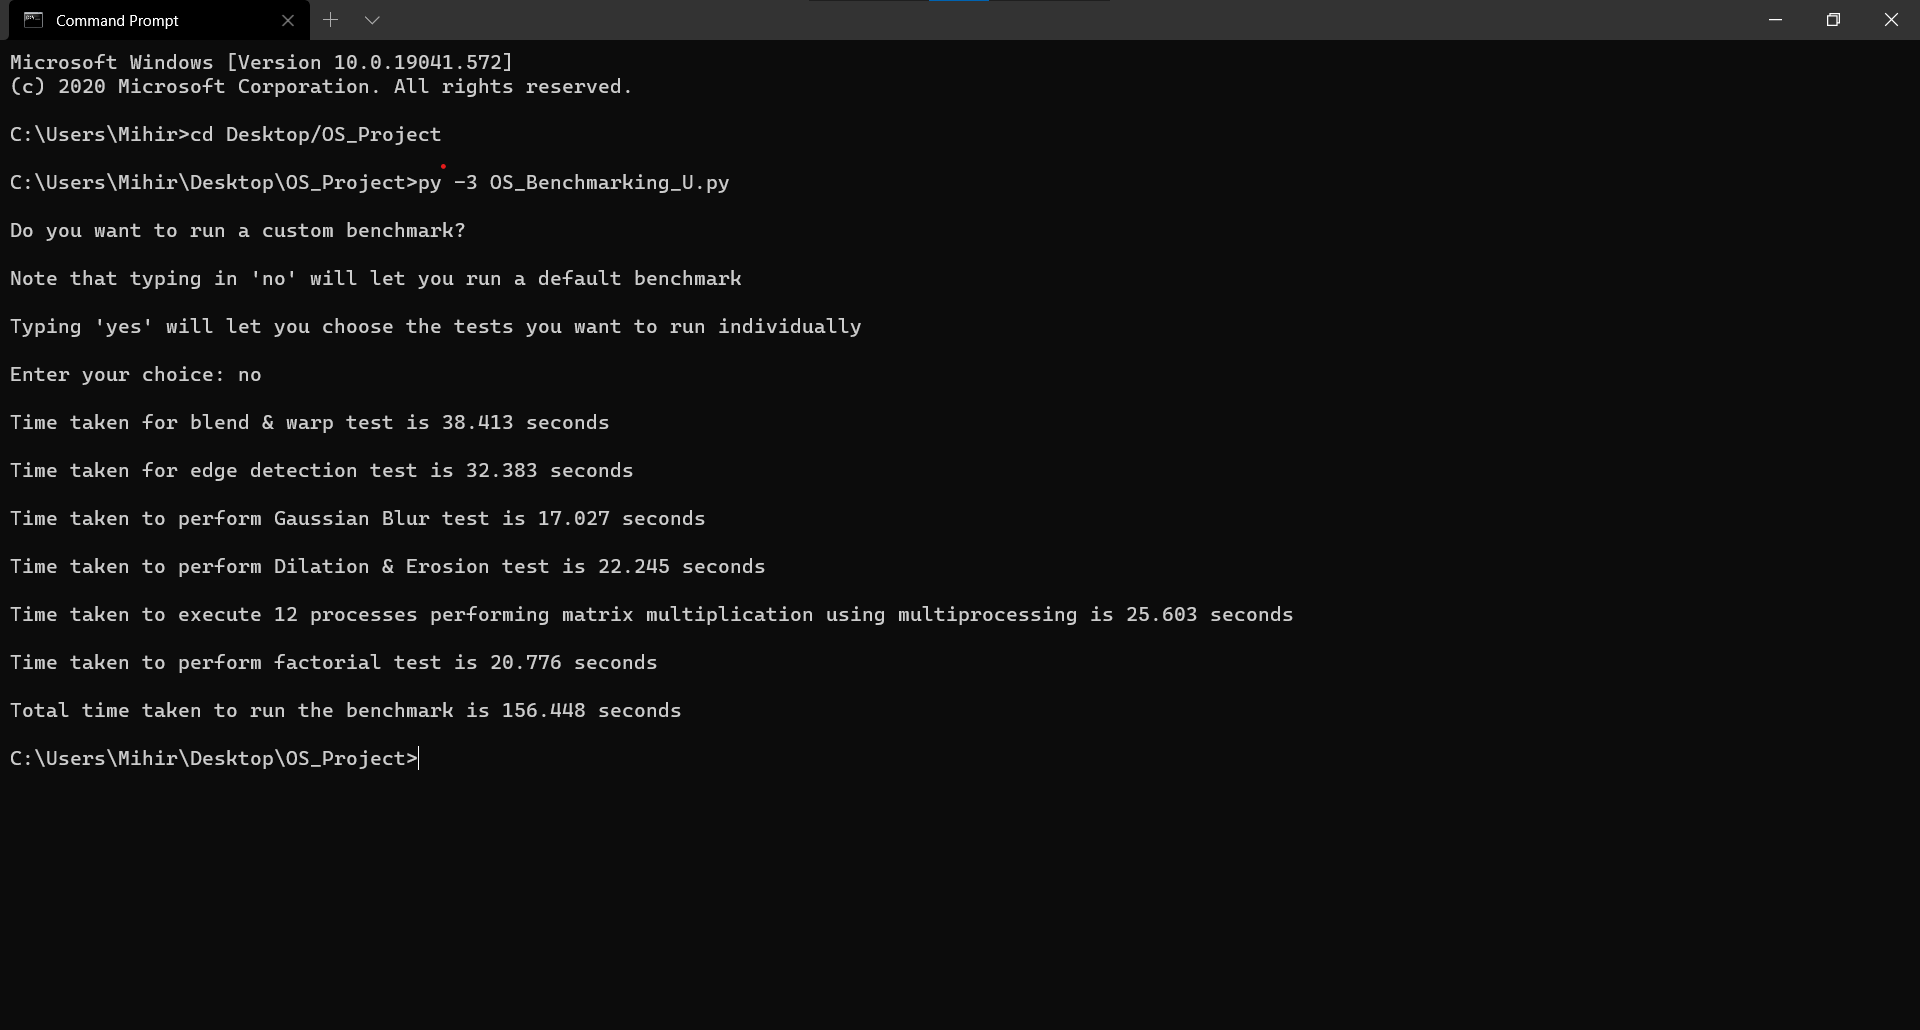 Command Prompt
Microsoft Windows [Version 10.0.19041.572]
(c) 2020 Microsoft Corporation. All rights reserved.
C:\Users\Mihir>cd Desktop/OS_Project
C:\Users\Mihir\Desktop\OS_Project>py -3 OS_Benchmarking_U.py
Do you want to run a custom benchmark?
Note that typing in 'no' will let you run a default benchmark
Typing 'yes' will let you choose the tests you want to run individually
Enter your choice: no
Time taken for blend & warp test is 38.413 seconds
Time taken for edge detection test is 32.383 seconds
Time taken to perform Gaussian Blur test is 17.027 seconds
Time taken to perform Dilation & Erosion test is 22.245 seconds
Time taken to execute 12 processes performing matrix multiplication using multiprocessing is 25.603 seconds
Time taken to perform factorial test is 20.776 seconds
Total time taken to run the benchmark is 156.448 seconds
C:\Users\Mihir\Desktop\OS_Project>